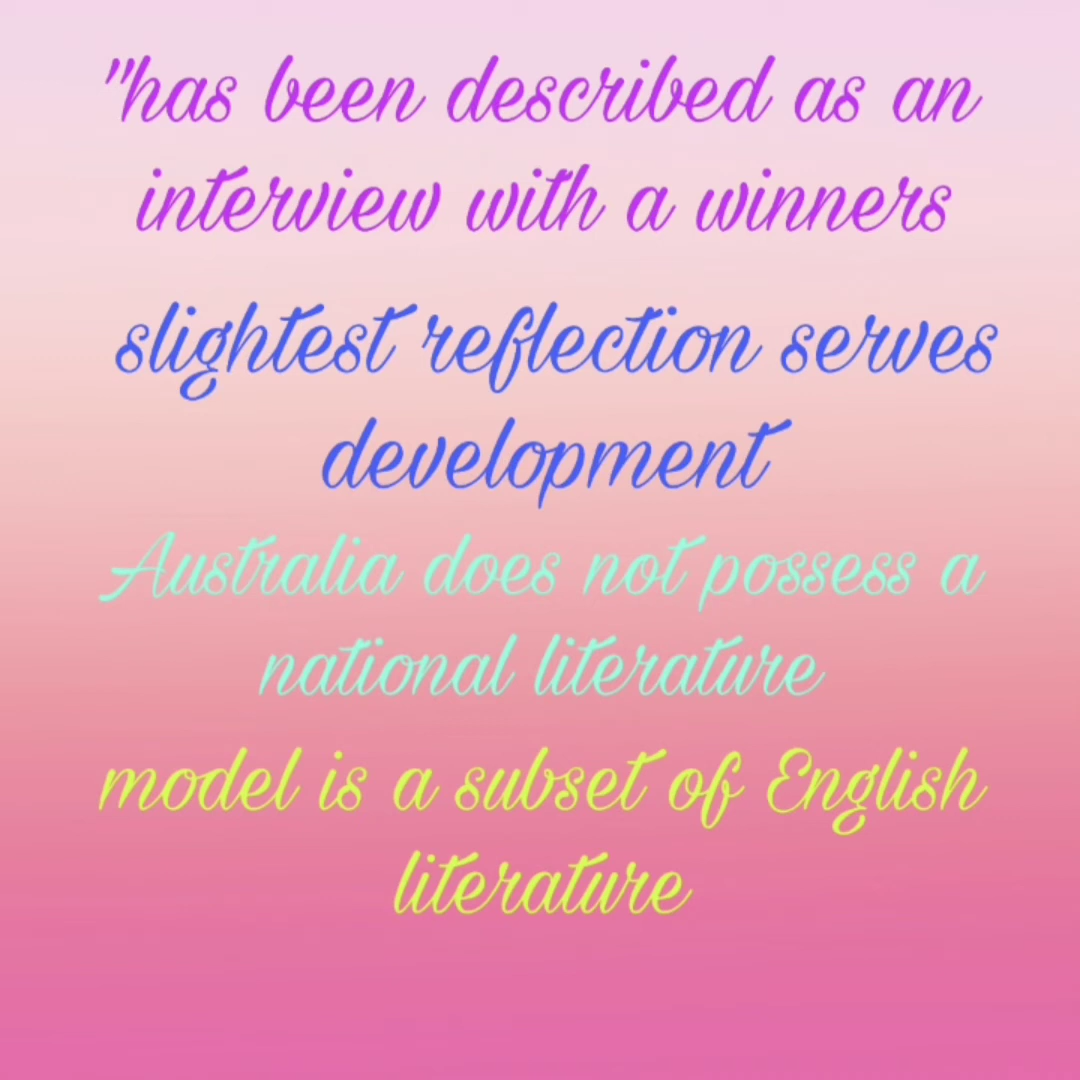 "has been described as an
interview with a winners
slightest reflection serves
development
Australia does not possess a
national literature
model is a subset of English
literature